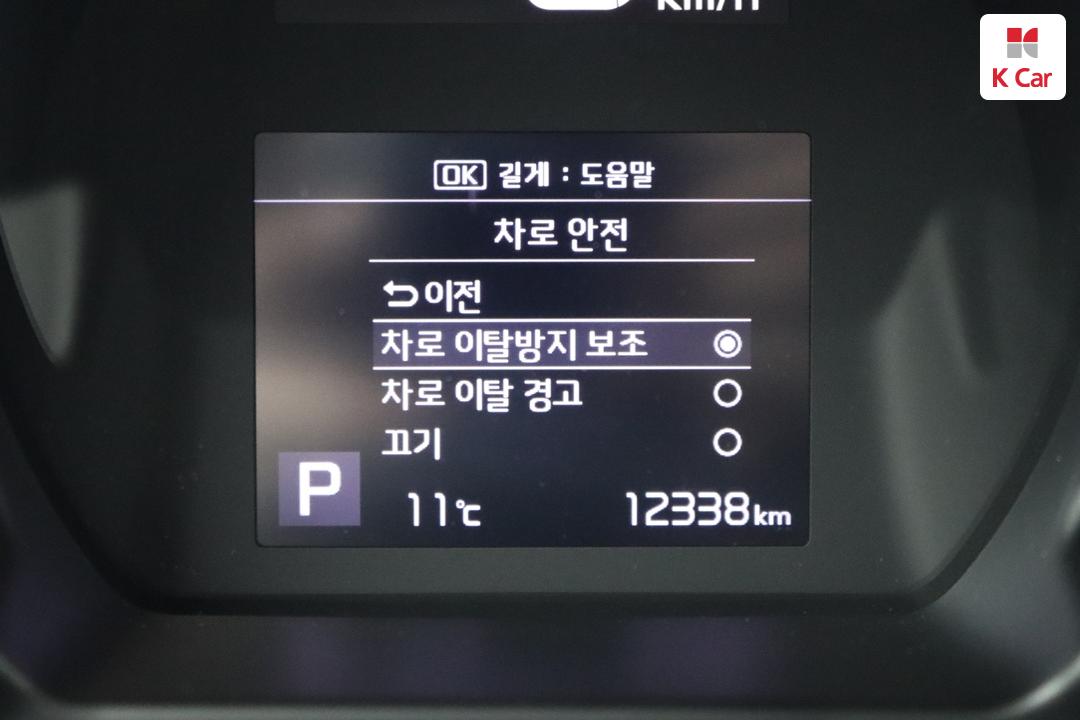 km/h
K Car
OK 길게 : 도움말
차로 안전
이전
차로 이탈방지 보조
차로 이탈 경고
끄기
P 11℃ 12338km